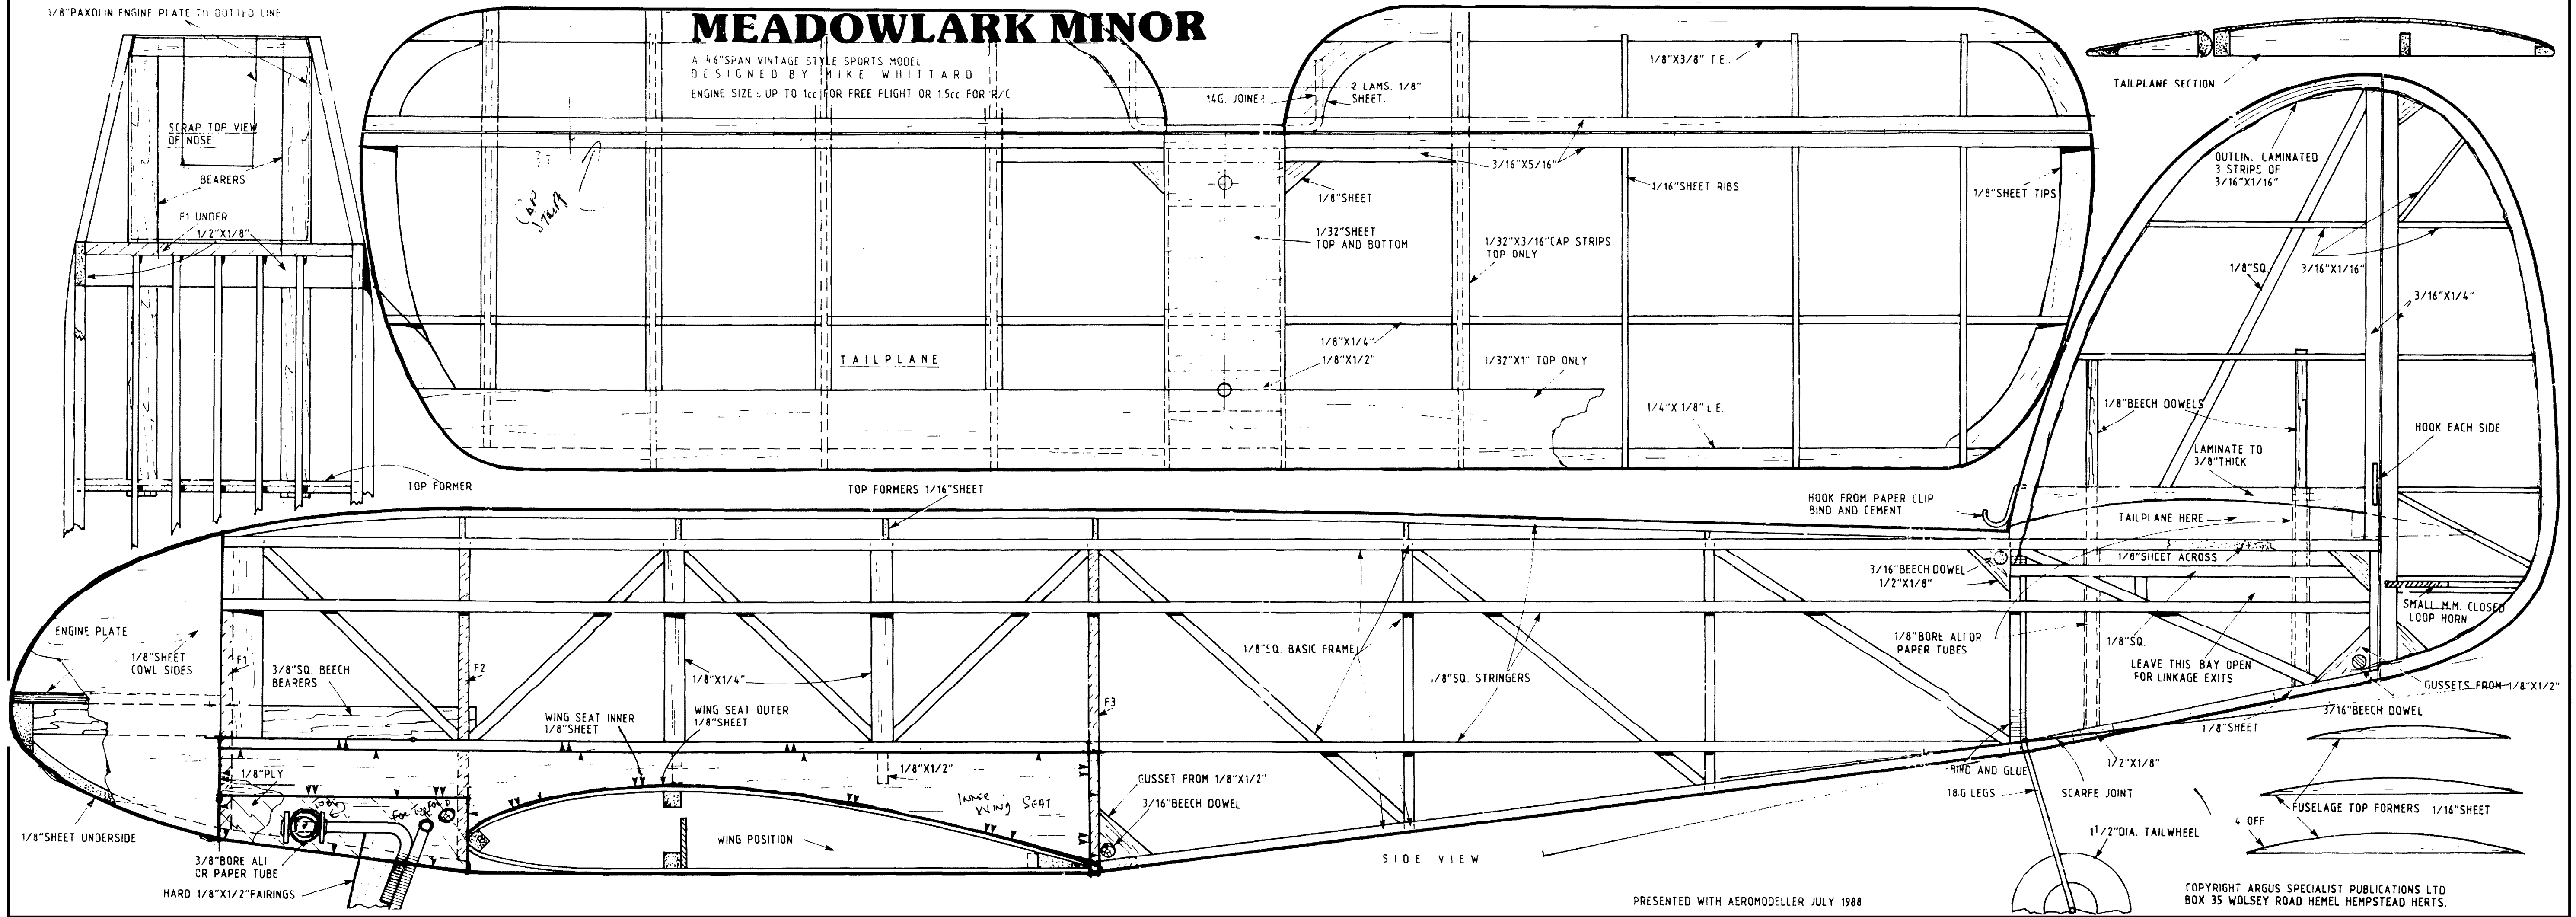 1/8"PAXOLIN ENGINE PLATE TO DOTTED LINE
MEADOWLARK MINOR
A 46"SPAN VINTAGE STYLE SPORTS MODEL
DESIGNED BY MIKE WHITTARD
ENGINE SIZE : UP TO 1cc FOR FREE FLIGHT OR 1.5cc FOR R/C
SCRAP TOP VIEW
OF NOSE
BEARERS
F1 UNDER
1/2"X1/8"
TOP FORMER
CAP
STRIP
TAILPLANE
14G. JOINER
2 LAMS. 1/8"
SHEET.
1/8"X3/8" T.E.
3/16"X5/16"
1/8"SHEET
1/16"SHEET RIBS
1/8"SHEET TIPS
1/32"SHEET
TOP AND BOTTOM
1/32"X3/16"CAP STRIPS
TOP ONLY
1/8"X1/4"
1/8"X1/2"
1/32"X1" TOP ONLY
1/4"X 1/8" L.E.
TAILPLANE SECTION
OUTLINE LAMINATED
3 STRIPS OF
3/16"X1/16"
1/8"SQ.
3/16"X1/16"
3/16"X1/4"
1/8"BEECH DOWELS
HOOK EACH SIDE
LAMINATE TO
3/8"THICK
HOOK FROM PAPER CLIP
BIND AND CEMENT
TAILPLANE HERE
1/8"SHEET ACROSS
3/16"BEECH DOWEL
1/2"X1/8"
SMALL M.M. CLOSED
LOOP HORN
1/8"BORE ALI OR
PAPER TUBES
1/8"SQ.
LEAVE THIS BAY OPEN
FOR LINKAGE EXITS
GUSSETS FROM 1/8"X1/2"
3/16"BEECH DOWEL
1/8"SHEET
1/2"X1/8"
TOP FORMERS 1/16"SHEET
ENGINE PLATE
1/8"SHEET
COWL SIDES
F1
3/8"SQ. BEECH
BEARERS
F2
1/8"X1/4"
F3
1/8"SQ. BASIC FRAME
1/8"SQ. STRINGERS
WING SEAT INNER
1/8"SHEET
WING SEAT OUTER
1/8"SHEET
1/8"PLY
1/8"X1/2"
INNER
WING SEAT
GUSSET FROM 1/8"X1/2"
3/16"BEECH DOWEL
WING POSITION
1/8"SHEET UNDERSIDE
3/8"BORE ALI
OR PAPER TUBE
HARD 1/8"X1/2"FAIRINGS
SIDE VIEW
BIND AND GLUE
18G LEGS
SCARFE JOINT
1 1/2"DIA. TAILWHEEL
FUSELAGE TOP FORMERS 1/16"SHEET
4 OFF
PRESENTED WITH AEROMODELLER JULY 1988
COPYRIGHT ARGUS SPECIALIST PUBLICATIONS LTD
BOX 35 WOLSEY ROAD HEMEL HEMPSTEAD HERTS.